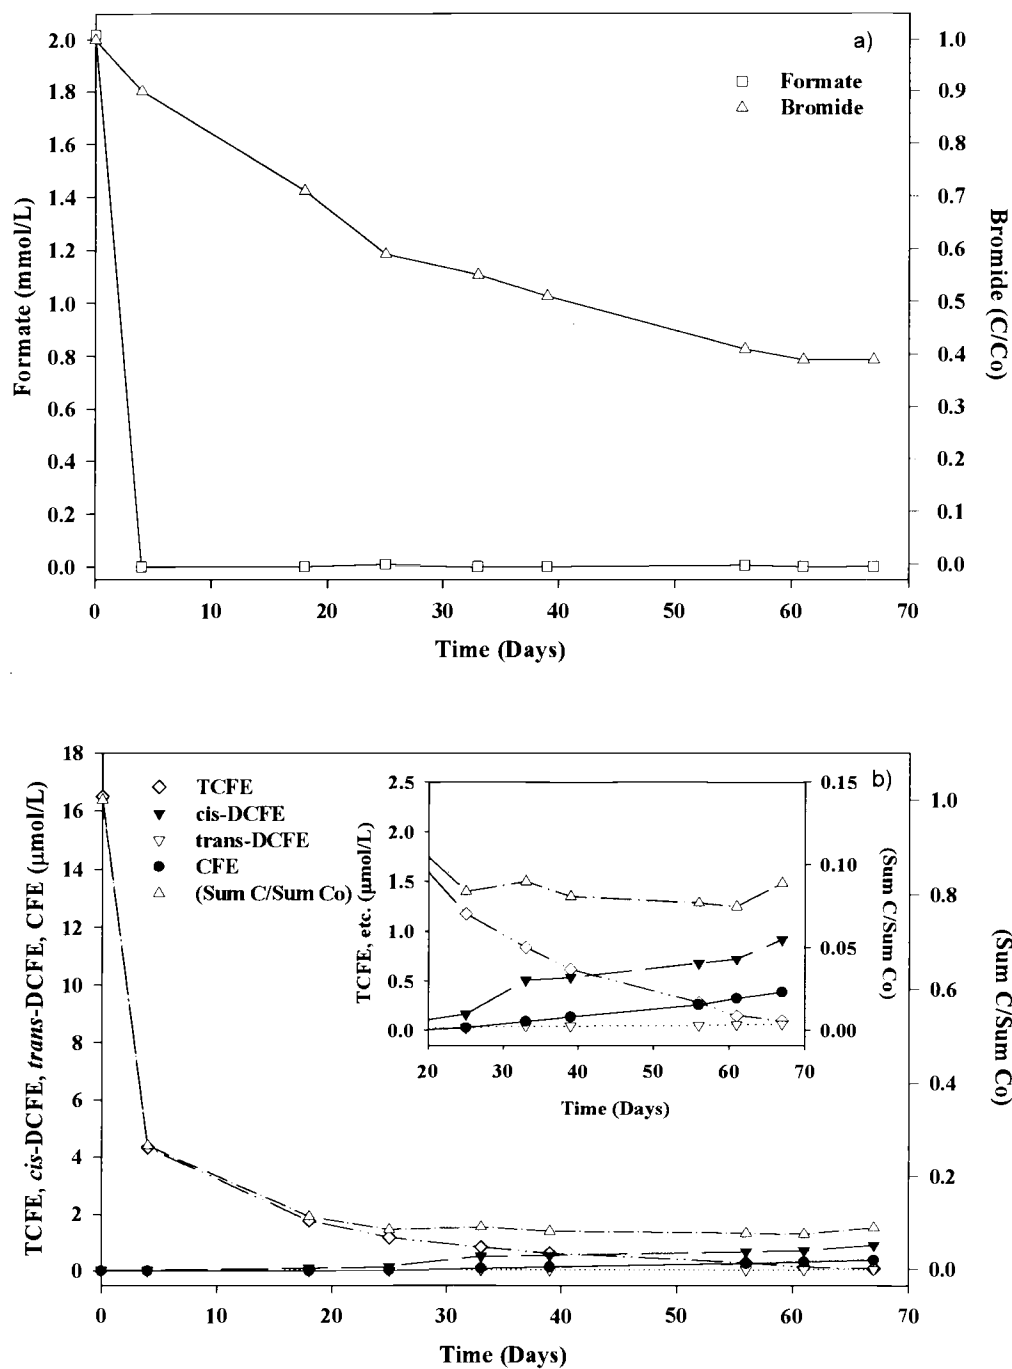 a)
Formate
Bromide
2.0
1.8
1.6
1.4
1.2
1.0
0.8
0.6
0.4
0.2
0.0
Formate (mmol/L)
1.0
0.9
0.8
0.7
0.6
0.5
0.4
0.3
0.2
0.1
0.0
Bromide (C/Co)
0 10 20 30 40 50 60 70
Time (Days)
b)
TCFE
cis-DCFE
trans-DCFE
CFE
(Sum C/Sum Co)
18
16
14
12
10
8
6
4
2
0
TCFE, cis-DCFE, trans-DCFE, CFE (μmol/L)
2.5
2.0
1.5
1.0
0.5
0.0
TCFE, etc. (μmol/L)
0.15
0.10
0.05
0.00
(Sum C/Sum Co)
20 30 40 50 60 70
Time (Days)
1.0
0.8
0.6
0.4
0.2
0.0
(Sum C/Sum Co)
0 10 20 30 40 50 60 70
Time (Days)